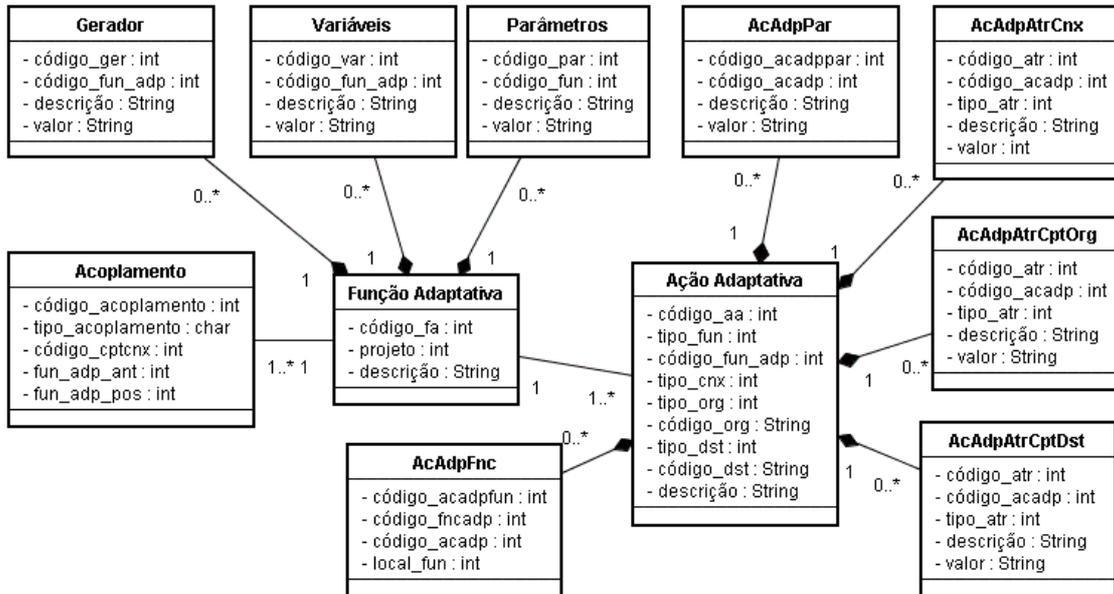 Gerador
- código_ger : int
- código_fun_adp : int
- descrição : String
- valor : String
Variáveis
- código_var : int
- código_fun_adp : int
- descrição : String
- valor : String
Parâmetros
- código_par : int
- código_fun : int
- descrição : String
- valor : String
AcAdpPar
- código_acadppar : int
- código_acadp : int
- descrição : String
- valor : String
AcAdpAtrCnx
- código_atr : int
- código_acadp : int
- tipo_atr : int
- descrição : String
- valor : int
0..*
0..*
0..*
0..*
0..*
1
1
1
1
1
Acoplamento
- código_acoplamento : int
- tipo_acoplamento : char
- código_cptcnx : int
- fun_adp_ant : int
- fun_adp_pos : int
1..* 1
Função Adaptativa
- código_fa : int
- projeto : int
- descrição : String
1
1..*
Ação Adaptativa
- código_aa : int
- tipo_fun : int
- código_fun_adp : int
- tipo_cnx : int
- tipo_org : int
- código_org : String
- tipo_dst : int
- código_dst : String
- descrição : String
AcAdpAtrCptOrg
- código_atr : int
- código_acadp : int
- tipo_atr : int
- descrição : String
- valor : String
1
0..*
0..*
AcAdpFnc
- código_acadpfun : int
- código_fncadp : int
- código_acadp : int
- local_fun : int
1
0..*
AcAdpAtrCptDst
- código_atr : int
- código_acadp : int
- tipo_atr : int
- descrição : String
- valor : String